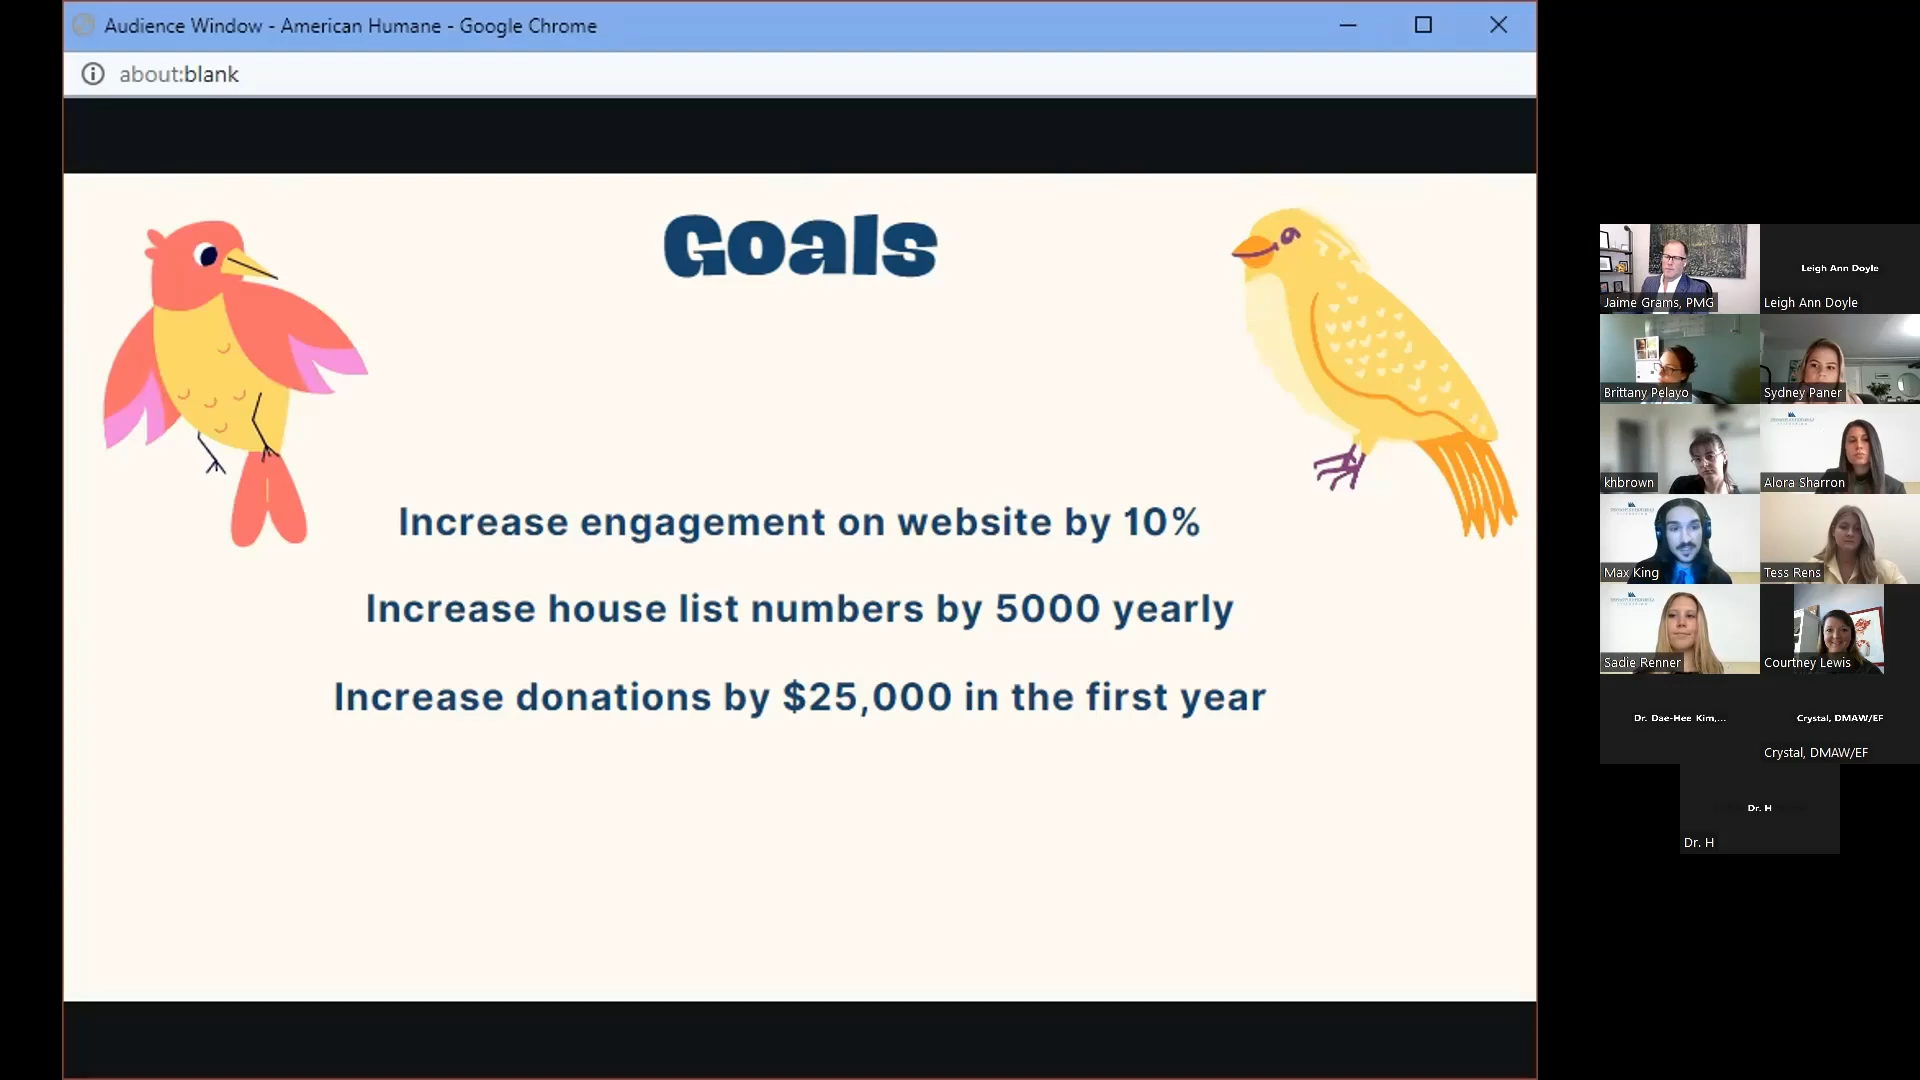 Audience Window - American Humane - Google Chrome
about:blank
Goals
Increase engagement on website by 10%
Increase house list numbers by 5000 yearly
Increase donations by $25,000 in the first year
Jaime Grams, PMG
Leigh Ann Doyle
Leigh Ann Doyle
Brittany Pelayo
Sydney Paner
khbrown
Alora Sharron
Max King
Tess Rens
Sadie Renner
Courtney Lewis
Dr. Dae-Hee Kim,...
Crystal, DMAW/EF
Crystal, DMAW/EF
Dr. H
Dr. H